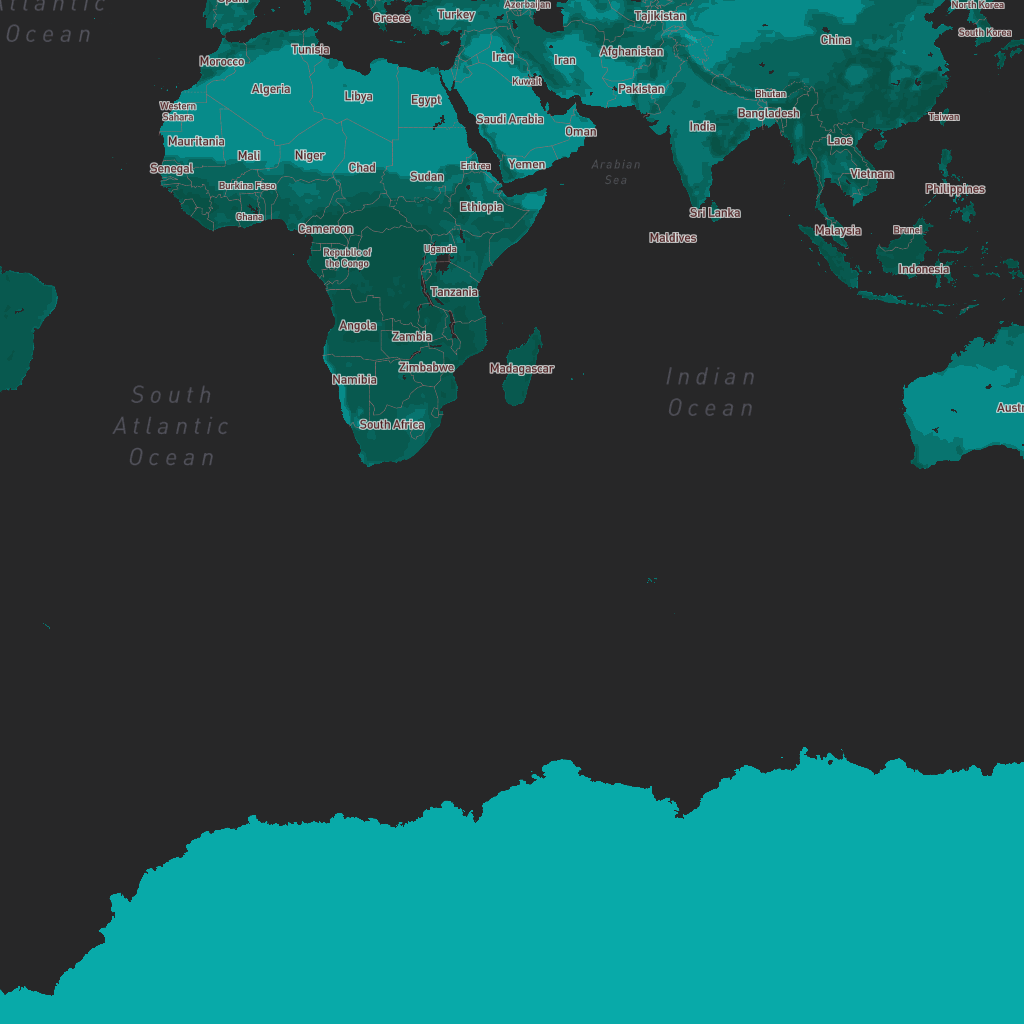 Atlantic
Ocean
Spain
Greece
Turkey
Azerbaijan
Tajikistan
North Korea
South Korea
China
Tunisia
Morocco
Iraq
Iran
Afghanistan
Kuwait
Pakistan
Algeria
Libya
Egypt
Bhutan
Western
Sahara
Saudi Arabia
Bangladesh
Taiwan
India
Oman
Mauritania
Mali
Niger
Laos
Senegal
Chad
Sudan
Eritrea
Yemen
Arabian
Sea
Vietnam
Burkina Faso
Philippines
Ethiopia
Ghana
Sri Lanka
Cameroon
Maldives
Malaysia
Brunei
Republic of
the Congo
Uganda
Indonesia
Tanzania
Angola
Zambia
Zimbabwe
Madagascar
Namibia
Indian
Ocean
South
Atlantic
Ocean
South Africa
Austr